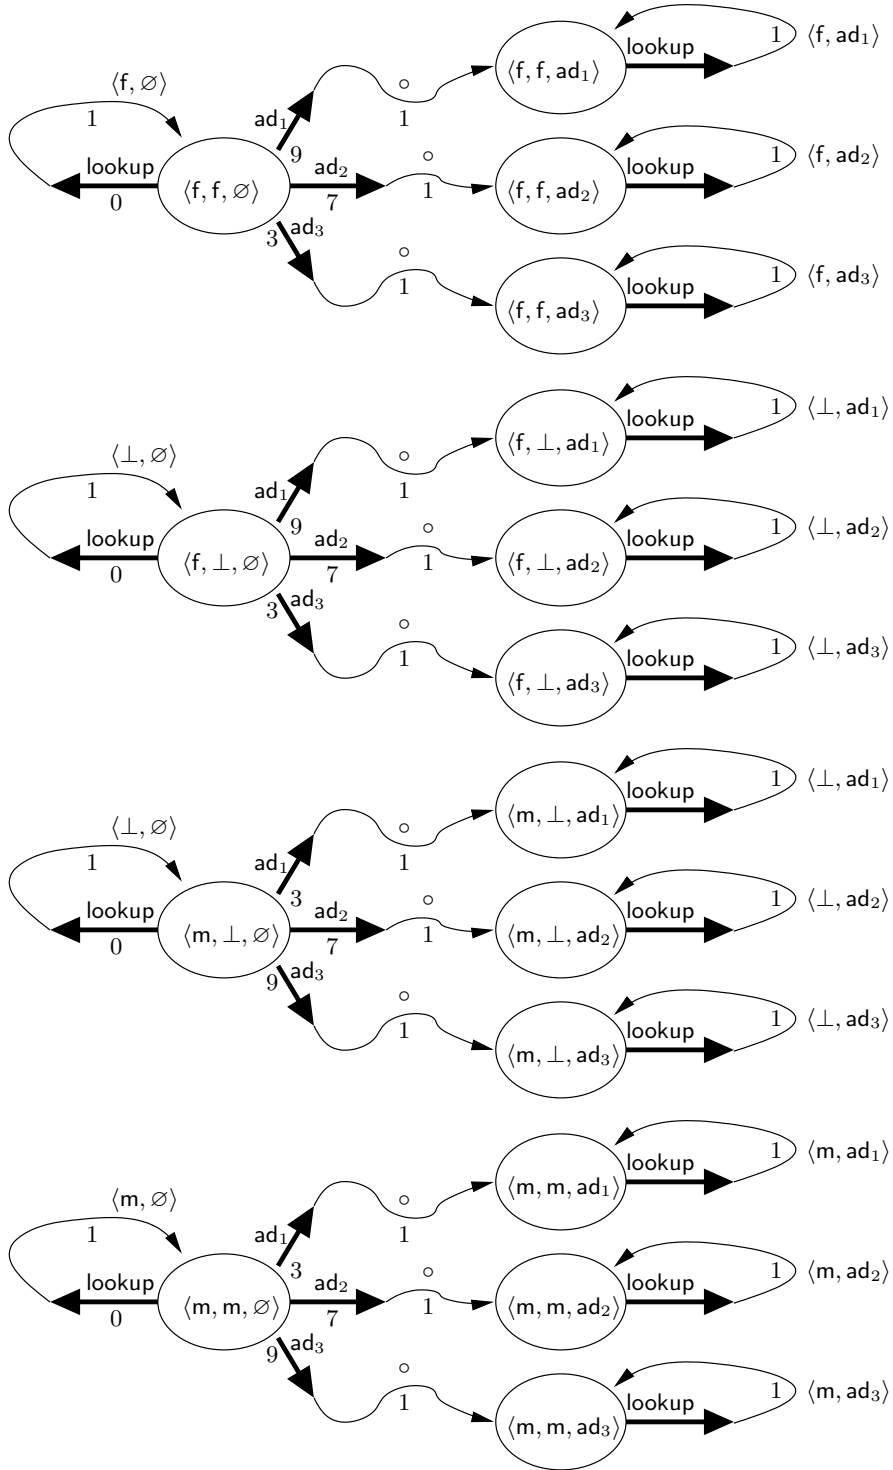 1 ⟨f, ad₁⟩
lookup
⟨f, ∅⟩
⟨f, f, ad₁⟩
∘
1
ad₁
1
9
lookup
0
⟨f, f, ∅⟩
ad₂
7
∘
1
⟨f, f, ad₂⟩
lookup
1 ⟨f, ad₂⟩
3
ad₃
∘
1
⟨f, f, ad₃⟩
lookup
1 ⟨f, ad₃⟩
1 ⟨⊥, ad₁⟩
lookup
⟨⊥, ∅⟩
⟨f, ⊥, ad₁⟩
∘
1
ad₁
1
9
lookup
0
⟨f, ⊥, ∅⟩
ad₂
7
∘
1
⟨f, ⊥, ad₂⟩
lookup
1 ⟨⊥, ad₂⟩
3
ad₃
∘
1
⟨f, ⊥, ad₃⟩
lookup
1 ⟨⊥, ad₃⟩
1 ⟨⊥, ad₁⟩
lookup
⟨⊥, ∅⟩
⟨m, ⊥, ad₁⟩
∘
1
ad₁
1
3
lookup
0
⟨m, ⊥, ∅⟩
ad₂
7
∘
1
⟨m, ⊥, ad₂⟩
lookup
1 ⟨⊥, ad₂⟩
9
ad₃
∘
1
⟨m, ⊥, ad₃⟩
lookup
1 ⟨⊥, ad₃⟩
1 ⟨m, ad₁⟩
lookup
⟨m, ∅⟩
⟨m, m, ad₁⟩
∘
1
ad₁
1
3
lookup
0
⟨m, m, ∅⟩
ad₂
7
∘
1
⟨m, m, ad₂⟩
lookup
1 ⟨m, ad₂⟩
9
ad₃
∘
1
⟨m, m, ad₃⟩
lookup
1 ⟨m, ad₃⟩